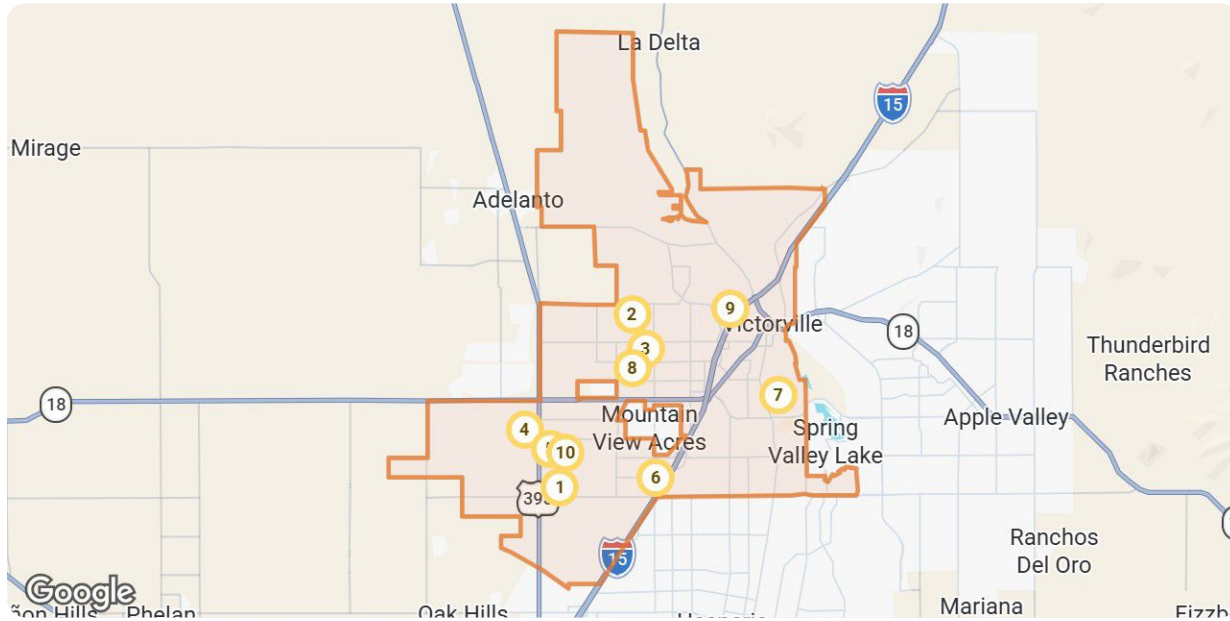 La Delta
15
Mirage
Adelanto
2
9
Victorville
18
3
Thunderbird
Ranches
8
7
18
Mountain
View Acres
Apple Valley
4
Spring
Valley Lake
10
6
1
395
Ranchos
Del Oro
15
Google
Phelan
Oak Hills
Mariana